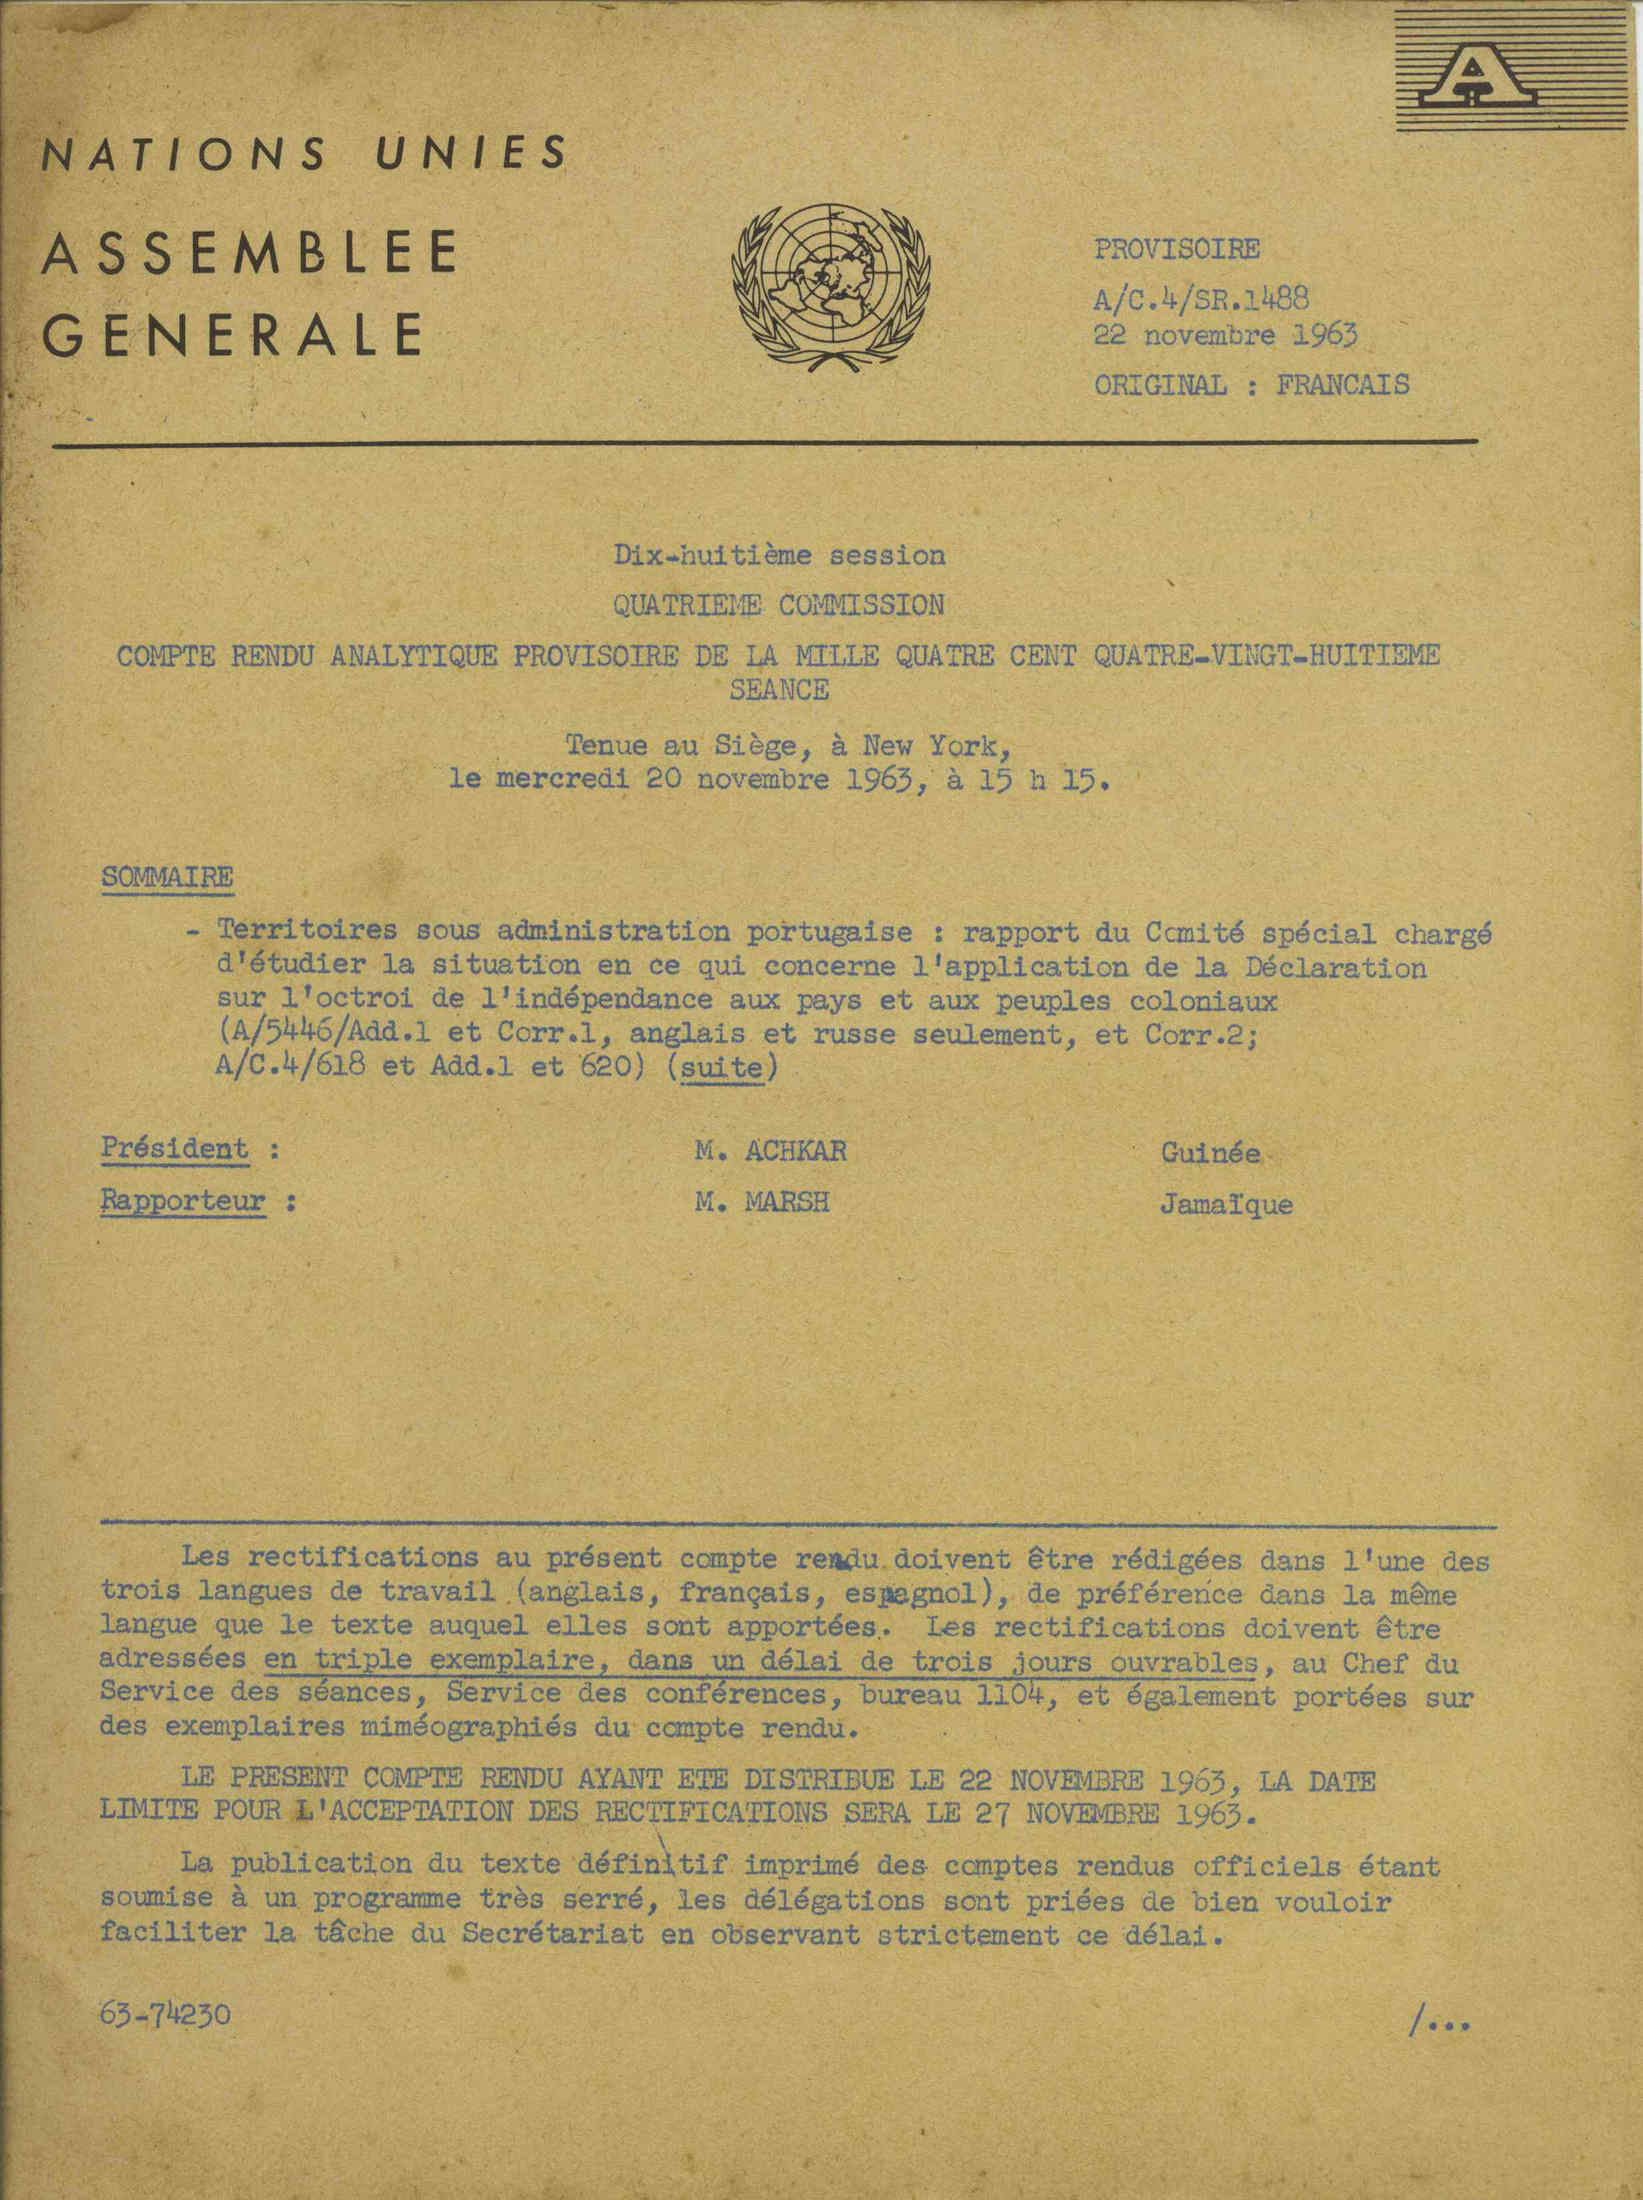 A
NATIONS UNIES
ASSEMBLEE
GENERALE
PROVISOIRE
A/C.4/SR.1488
22 novembre 1963
ORIGINAL : FRANCAIS
Dix-huitième session
QUATRIEME COMMISSION
COMPTE RENDU ANALYTIQUE PROVISOIRE DE LA MILLE QUATRE CENT QUATRE-VINGT-HUITIEME
SEANCE
Tenue au Siège, à New York,
le mercredi 20 novembre 1963, à 15 h 15.
SOMMAIRE
- Territoires sous administration portugaise : rapport du Comité spécial chargé
d'étudier la situation en ce qui concerne l'application de la Déclaration
sur l'octroi de l'indépendance aux pays et aux peuples coloniaux
(A/5446/Add.1 et Corr.1, anglais et russe seulement, et Corr.2;
A/C.4/618 et Add.1 et 620) (suite)
Président : M. ACHKAR Guinée
Rapporteur : M. MARSH Jamaïque
Les rectifications au présent compte rendu doivent être rédigées dans l'une des
trois langues de travail (anglais, français, espagnol), de préférence dans la même
langue que le texte auquel elles sont apportées. Les rectifications doivent être
adressées en triple exemplaire, dans un délai de trois jours ouvrables, au Chef du
Service des séances, Service des conférences, bureau 1104, et également portées sur
des exemplaires miméographiés du compte rendu.
LE PRESENT COMPTE RENDU AYANT ETE DISTRIBUE LE 22 NOVEMBRE 1963, LA DATE
LIMITE POUR L'ACCEPTATION DES RECTIFICATIONS SERA LE 27 NOVEMBRE 1963.
La publication du texte définitif imprimé des comptes rendus officiels étant
soumise à un programme très serré, les délégations sont priées de bien vouloir
faciliter la tâche du Secrétariat en observant strictement ce délai.
63-74230 /...